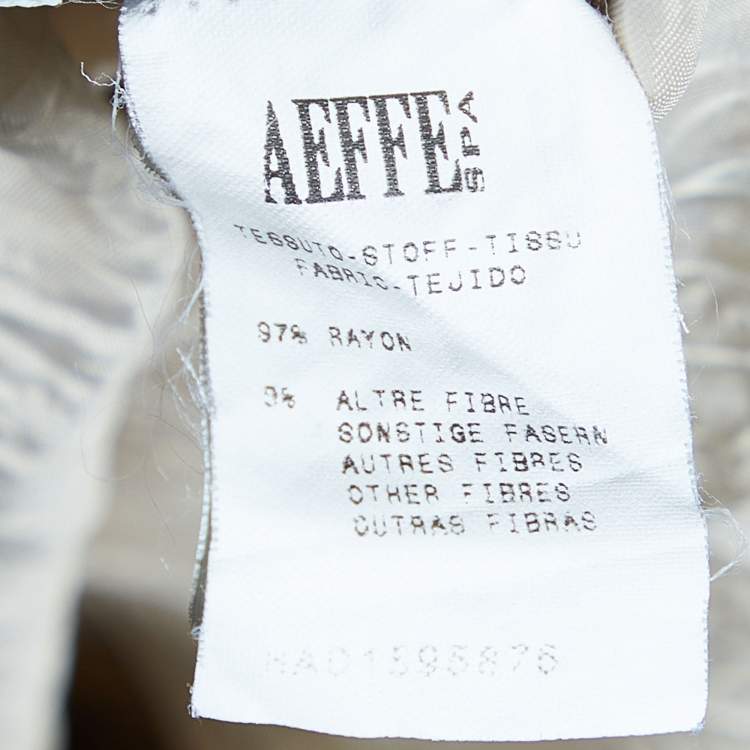 AEFFE SPA
TESSUTO-STOFF-TISSU
FABRIC-TEJIDO
97% RAYON
3% ALTRE FIBRE
SONSTIGE FASERN
AUTRES FIBRES
OTHER FIBRES
OUTRAS FIBRAS